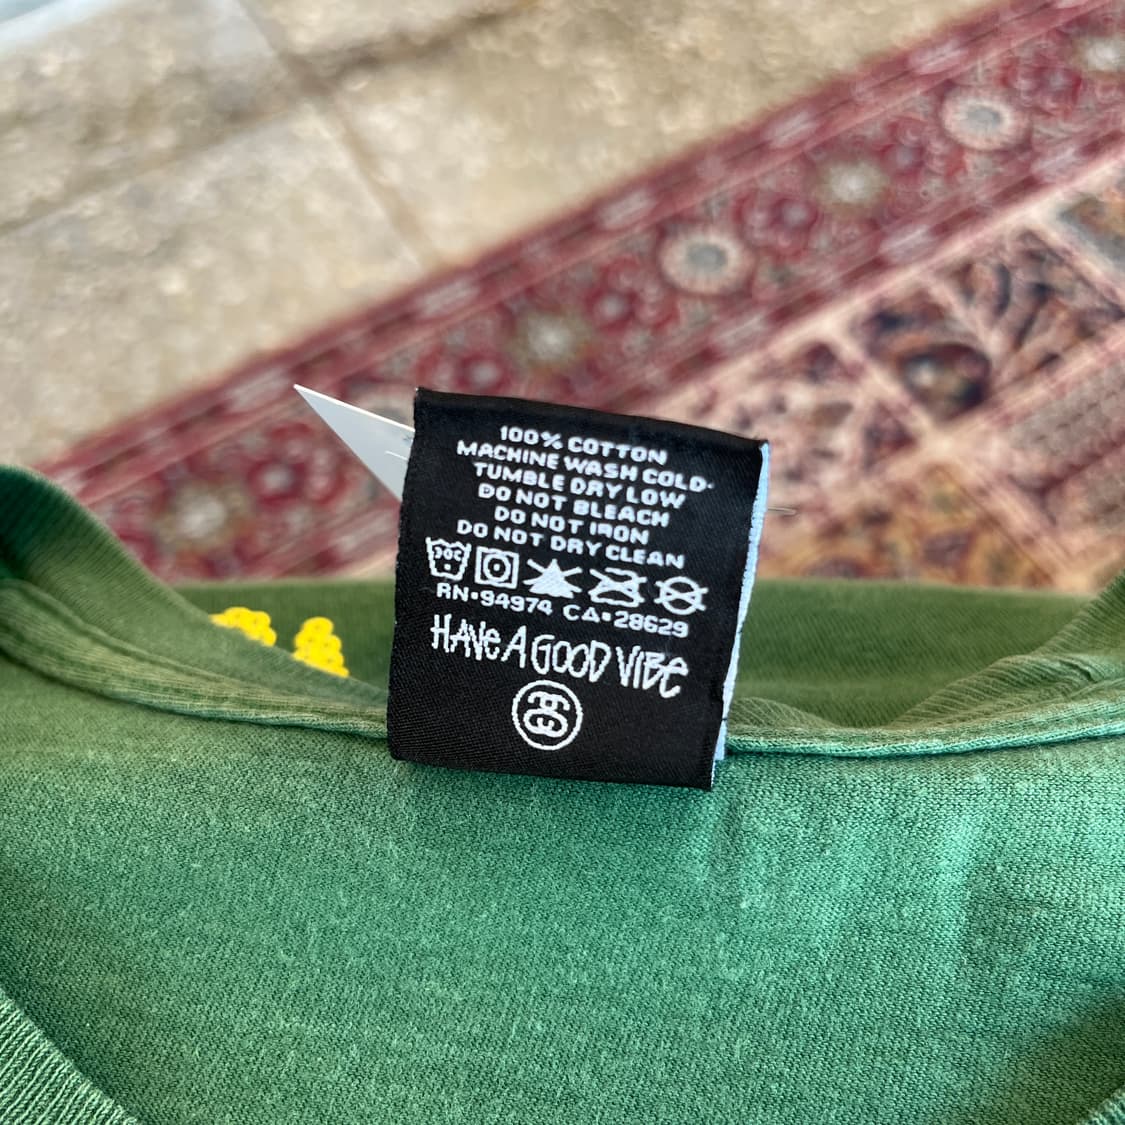 100% COTTON
MACHINE WASH COLD
TUMBLE DRY LOW
DO NOT BLEACH
DO NOT IRON
DO NOT DRY CLEAN
30C
RN•94974 CA•28629
HAVE A GOOD VIBE